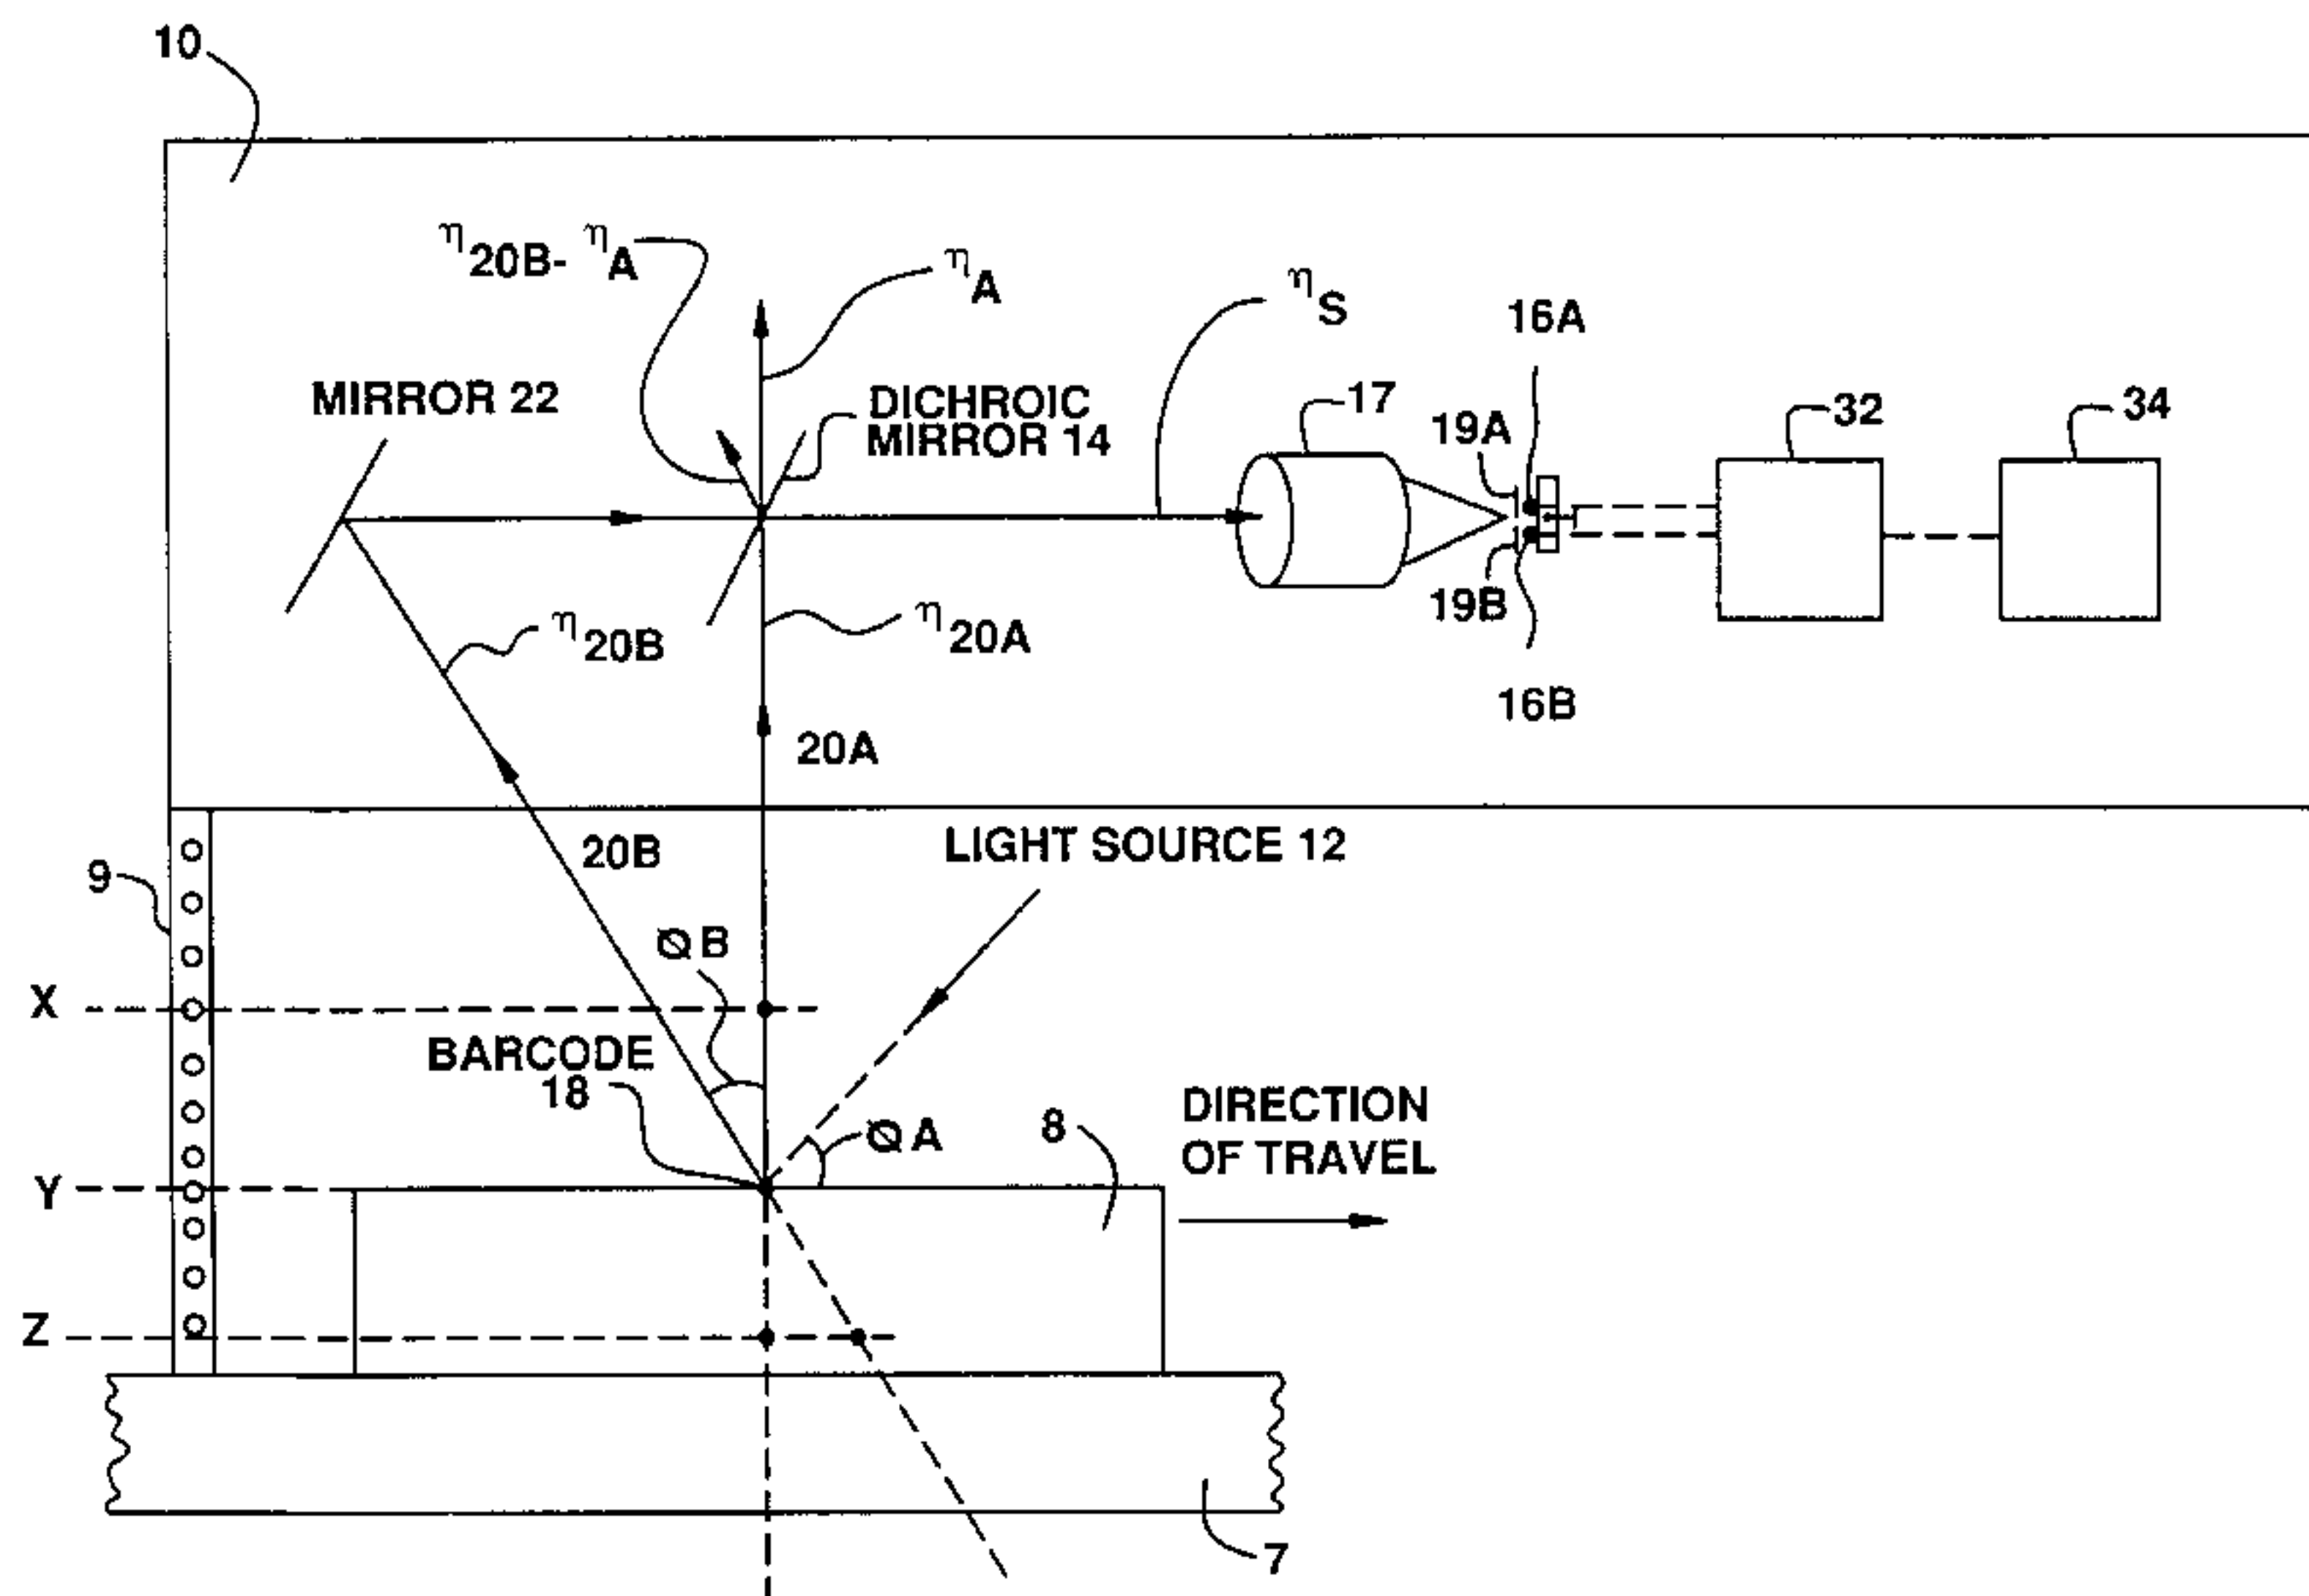 10
η20B- ηA
ηA
ηS
16A
MIRROR 22
DICHROIC
MIRROR 14
17
19A
32
34
η20B
η20A
19B
16B
20A
20B
LIGHT SOURCE 12
9
ØB
X
BARCODE
18
ØA
8
DIRECTION
OF TRAVEL
Y
Z
7